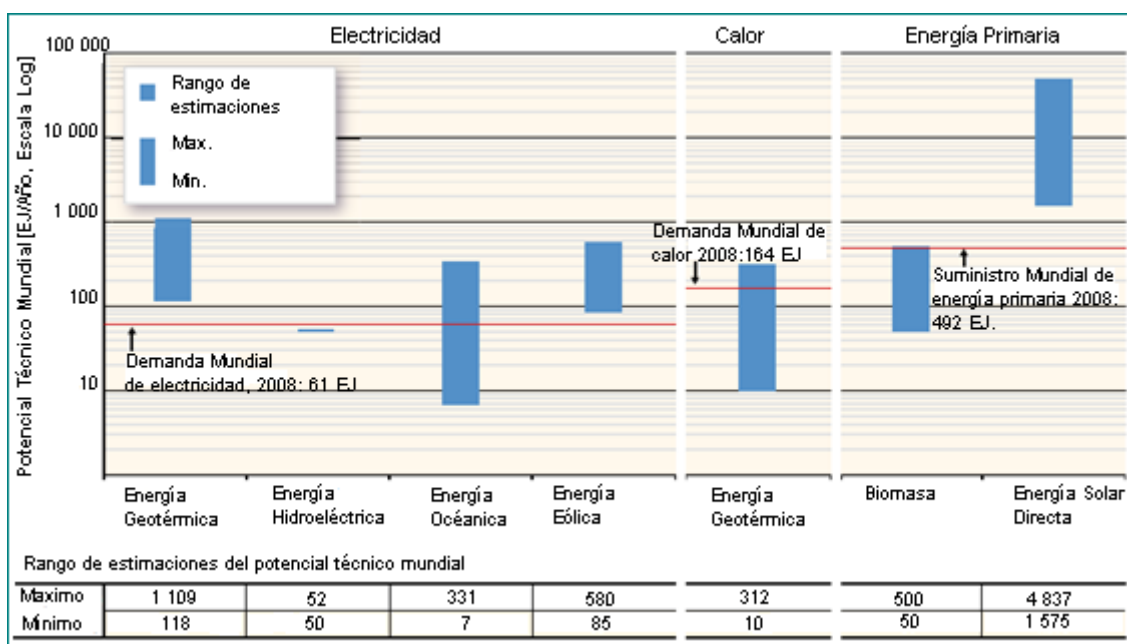 Electricidad
Calor
Energía Primaria
Potencial Técnico Mundial [EJ/Año, Escala Log]
100 000
10 000
1 000
100
10
Rango de
estimaciones
Max.
Min.
Demanda Mundial
de electricidad, 2008: 61 EJ
Demanda Mundial de
calor 2008:164 EJ
Suministro Mundial de
energía primaria 2008:
492 EJ.
Energía
Geotérmica
Energía
Hidroeléctrica
Energía
Océanica
Energía
Eólica
Energía
Geotérmica
Biomasa
Energía Solar
Directa
Rango de estimaciones del potencial técnico mundial
Maximo 1 109 52 331 580 312 500 4 837
Mínimo 118 50 7 85 10 50 1 575